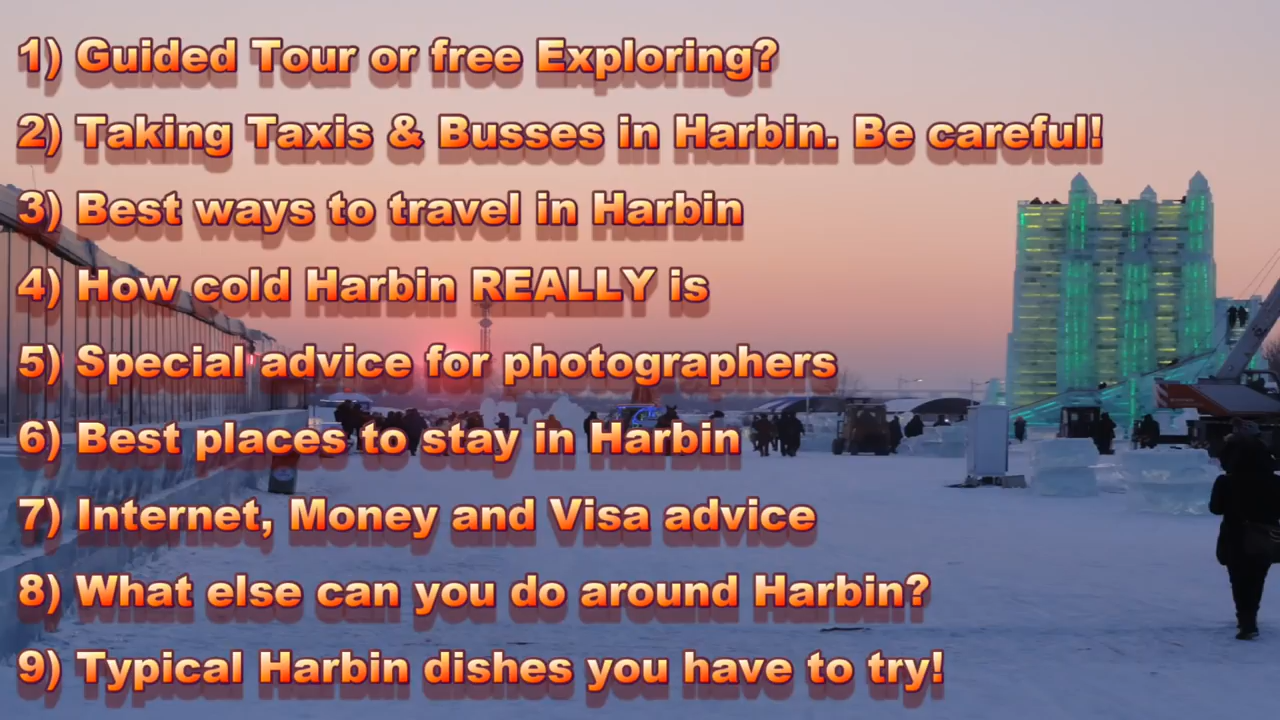 1) Guided Tour or free Exploring?
2) Taking Taxis & Busses in Harbin. Be careful!
3) Best ways to travel in Harbin
4) How cold Harbin REALLY is
5) Special advice for photographers
6) Best places to stay in Harbin
7) Internet, Money and Visa advice
8) What else can you do around Harbin?
9) Typical Harbin dishes you have to try!